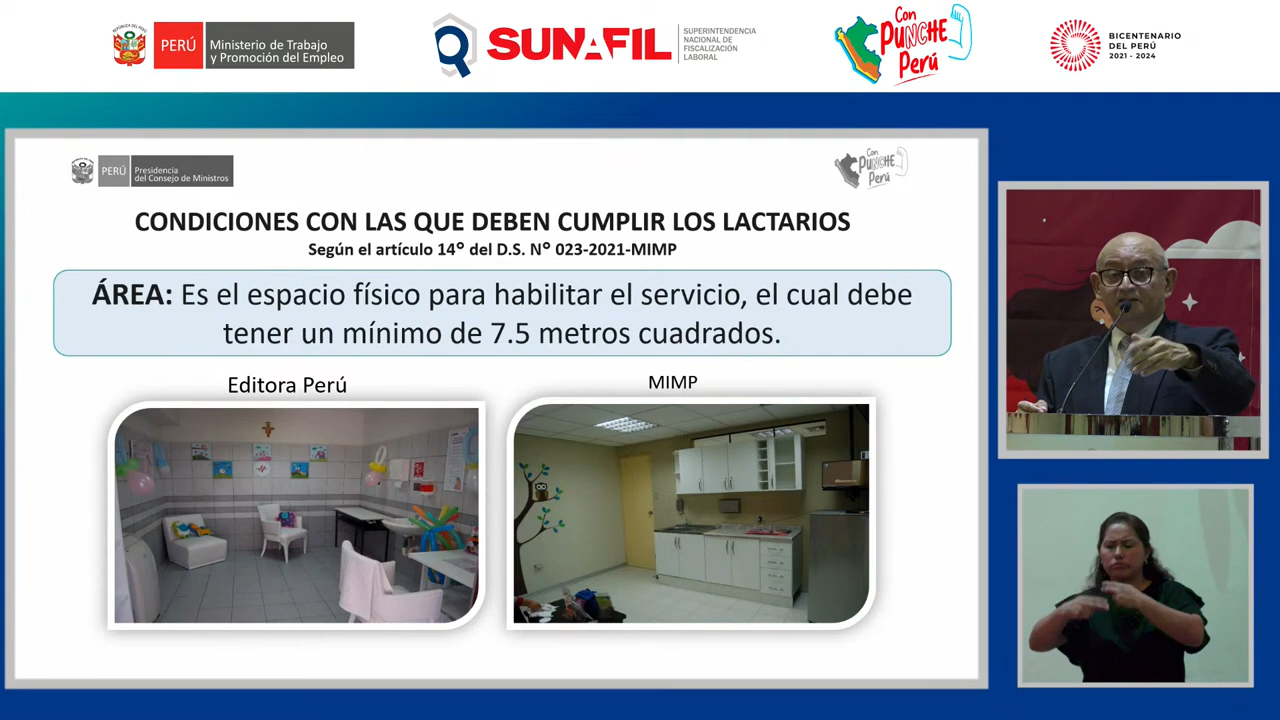 PERÚ
Ministerio de Trabajo
y Promoción del Empleo
SUNAFIL
SUPERINTENDENCIA
NACIONAL DE
FISCALIZACIÓN
LABORAL
Con
PUNCHE
Perú
BICENTENARIO
DEL PERÚ
2021 - 2024
PERÚ
Presidencia
del Consejo de Ministros
Con
PUNCHE
Perú
CONDICIONES CON LAS QUE DEBEN CUMPLIR LOS LACTARIOS
Según el artículo 14° del D.S. N° 023-2021-MIMP
ÁREA: Es el espacio físico para habilitar el servicio, el cual debe
tener un mínimo de 7.5 metros cuadrados.
Editora Perú
MIMP